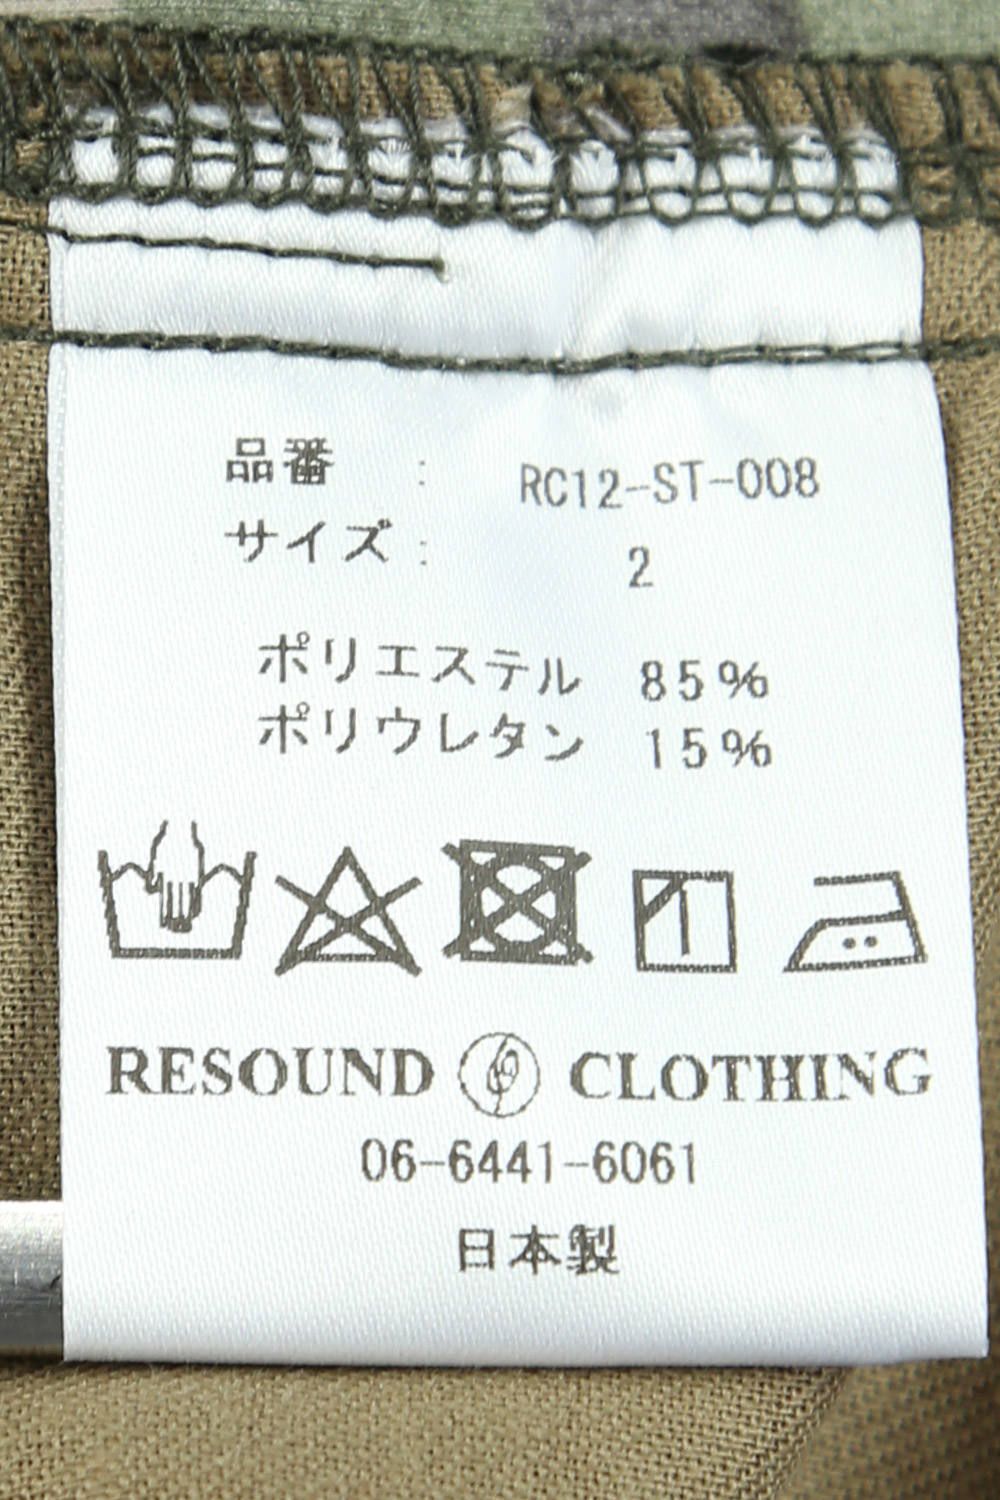 品番 : RC12-ST-008
サイズ : 2
ポリエステル 85%
ポリウレタン 15%
RESOUND CLOTHING
06-6441-6061
日本製